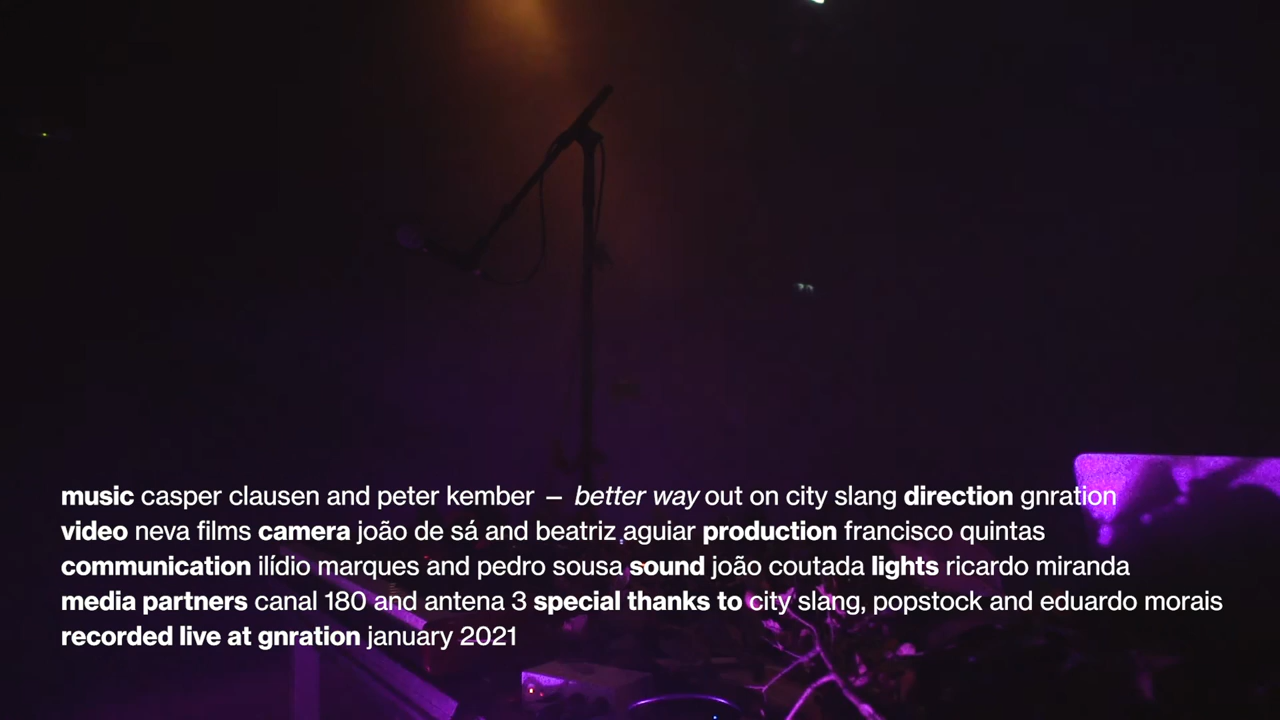 music casper clausen and peter kember – better way out on city slang direction gnration
video neva films camera joão de sá and beatriz aguiar production francisco quintas
communication ilídio marques and pedro sousa sound joão coutada lights ricardo miranda
media partners canal 180 and antena 3 special thanks to city slang, popstock and eduardo morais
recorded live at gnration january 2021